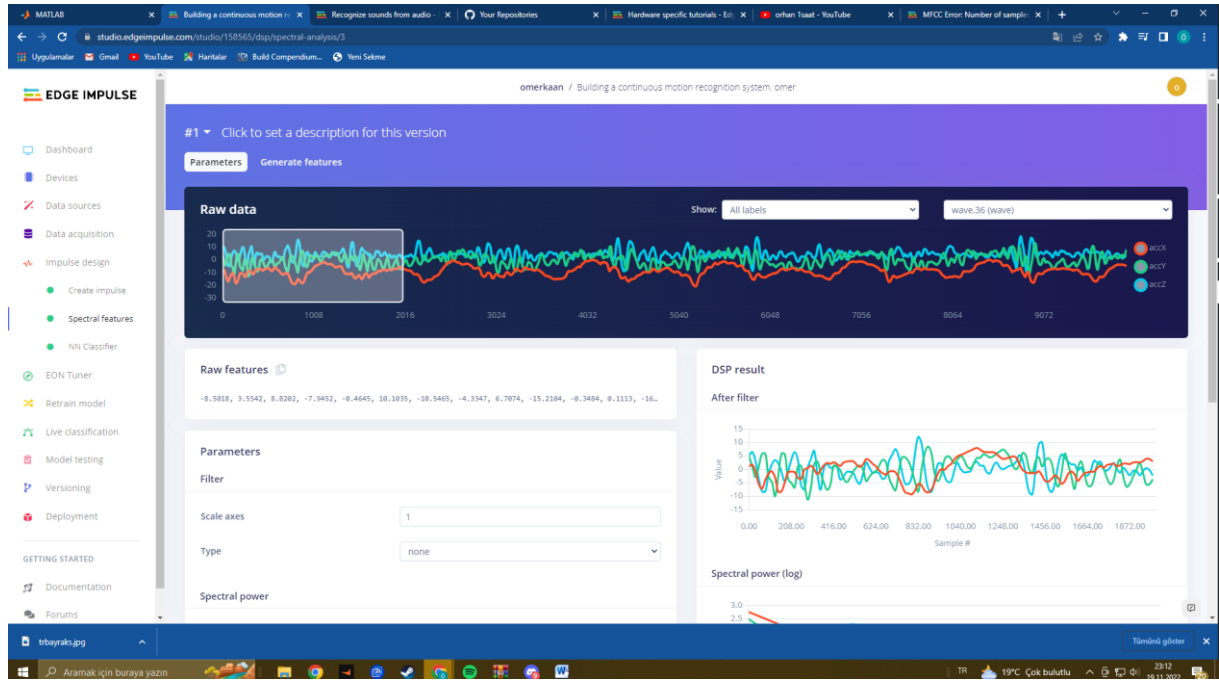 MATLAB
Building a continuous motion re
Recognize sounds from audio -
Your Repositories
Hardware specific tutorials - Ed
orhan 1saat - YouTube
MFCC Error: Number of sample
studio.edgeimpulse.com/studio/158565/dsp/spectral-analysis/3
Uygulamalar Gmail YouTube Haritalar Build Compendium... Yeni Sekme
EDGE IMPULSE
omerkaan / Building a continuous motion recognition system. omer
o
#1 Click to set a description for this version
Parameters Generate features
Dashboard
Devices
Data sources
Data acquisition
Impulse design
Create impulse
Spectral features
NN Classifier
EON Tuner
Retrain model
Live classification
Model testing
Versioning
Deployment
GETTING STARTED
Documentation
Forums
Raw data
Show: All labels wave.36 (wave)
20
10
0
-10
-20
-30
0 1008 2016 3024 4032 5040 6048 7056 8064 9072
accX
accY
accZ
Raw features
-8.5018, 3.5542, 8.8202, -7.9452, -0.4645, 10.1035, -10.5465, -4.3347, 6.7074, -15.2104, -0.3484, 0.1113, -16…
Parameters
Filter
Scale axes 1
Type none
Spectral power
DSP result
After filter
15
10
5
0
-5
-10
-15
Value
0.00 208.00 416.00 624.00 832.00 1040.00 1248.00 1456.00 1664.00 1872.00
Sample #
Spectral power (log)
3.0
2.5
trbayraks.jpg
Tümünü göster
Aramak için buraya yazın
TR 19°C Çok bulutlu
23:12
19.11.2022
20